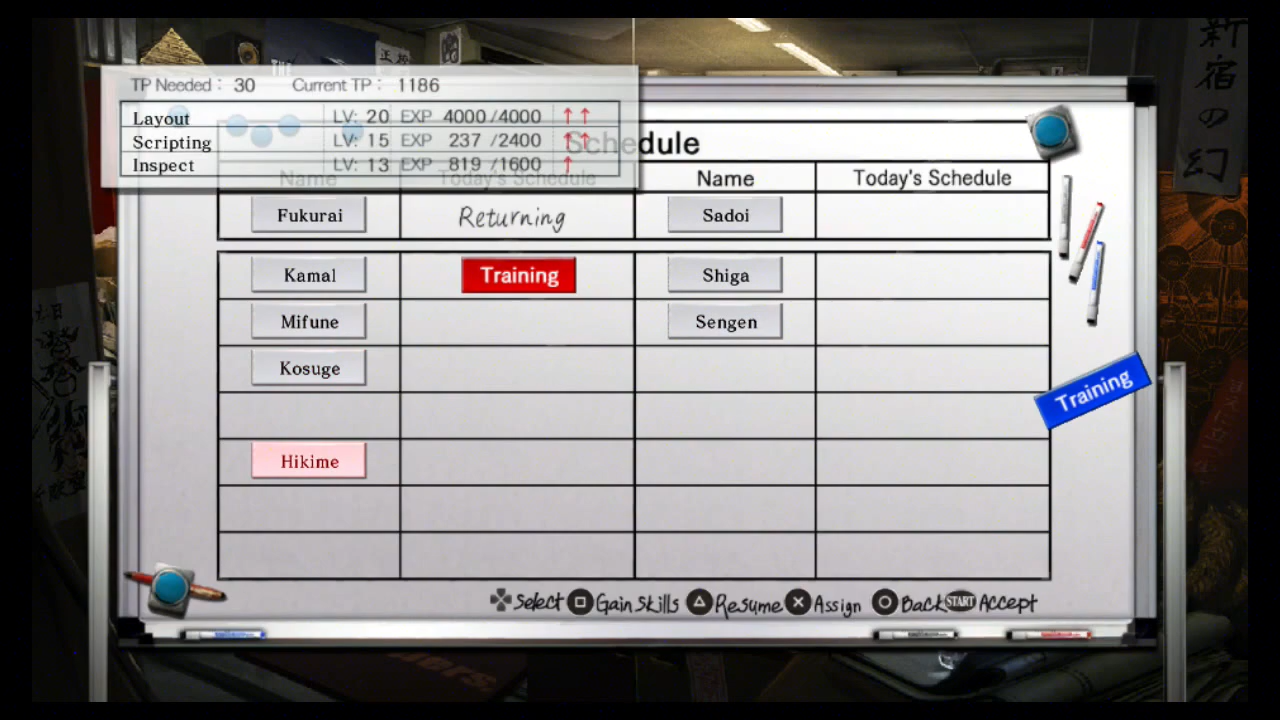 新宿の幻
THE
TP Needed : 30 Current TP : 1186
Layout LV: 20 EXP 4000 /4000 ↑↑
Scripting LV: 15 EXP 237 /2400 ↑↑
Inspect LV: 13 EXP 819 /1600 ↑
Schedule
Name Today's Schedule Name Today's Schedule
Fukurai Returning Sadoi
Kamal Training Shiga
Mifune Sengen
Kosuge
Training
Hikime
Select Gain Skills Resume Assign Back START Accept